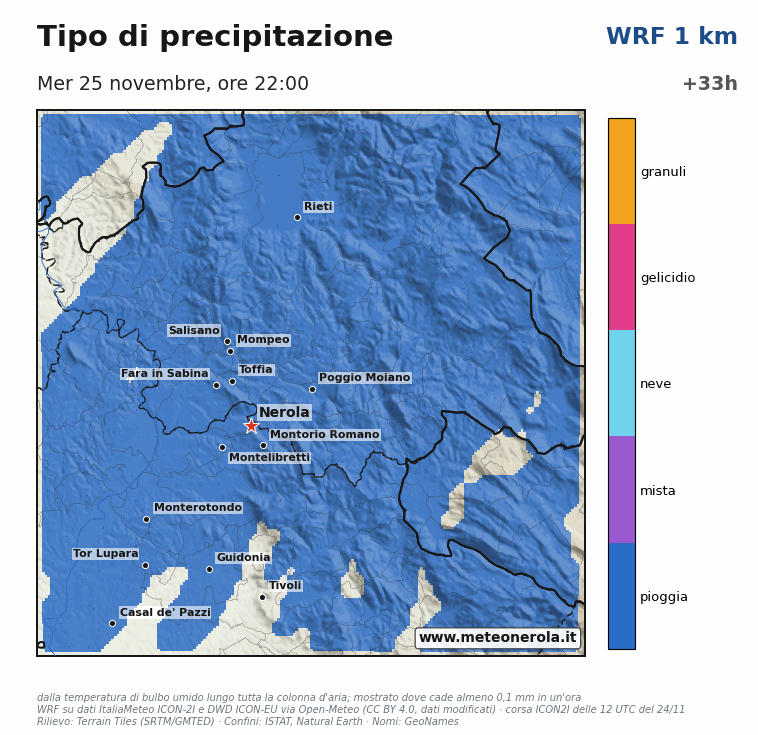 Tipo di precipitazione
WRF 1 km
Mer 25 novembre, ore 22:00
+33h
granuli
gelicidio
neve
mista
pioggia
Rieti
Salisano
Mompeo
Fara in Sabina
Toffia
Poggio Moiano
Nerola
Montorio Romano
Montelibretti
Monterotondo
Tor Lupara
Guidonia
Tivoli
Casal de' Pazzi
www.meteonerola.it
dalla temperatura di bulbo umido lungo tutta la colonna d'aria; mostrato dove cade almeno 0,1 mm in un'ora
WRF su dati ItaliaMeteo ICON-2I e DWD ICON-EU via Open-Meteo (CC BY 4.0, dati modificati) · corsa ICON2I delle 12 UTC del 24/11
Rilievo: Terrain Tiles (SRTM/GMTED) · Confini: ISTAT, Natural Earth · Nomi: GeoNames